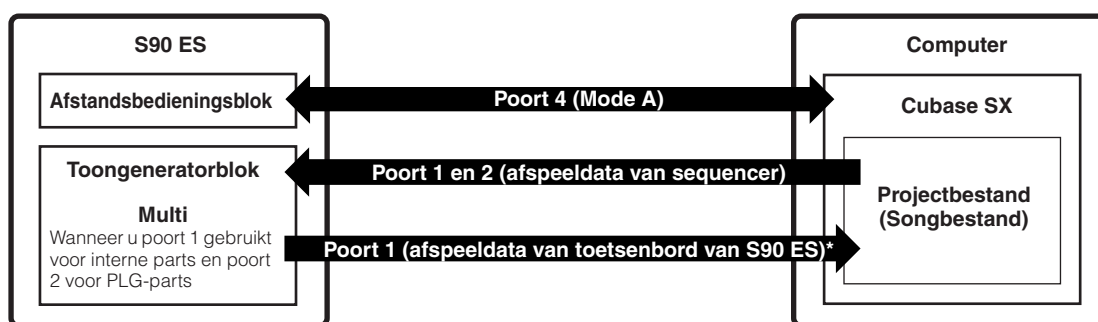 S90 ES
Afstandsbedieningsblok
Toongeneratorblok
Multi
Wanneer u poort 1 gebruikt
voor interne parts en poort
2 voor PLG-parts
Poort 4 (Mode A)
Poort 1 en 2 (afspeeldata van sequencer)
Poort 1 (afspeeldata van toetsenbord van S90 ES)*
Computer
Cubase SX
Projectbestand
(Songbestand)